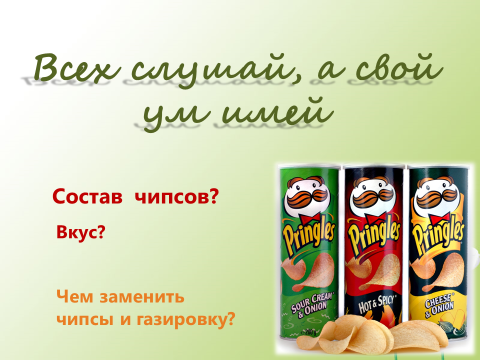 Всех слушай, а свой
ум имей
Состав чипсов?
Вкус?
Чем заменить
чипсы и газировку?
Pringles
SOUR CREAM
& ONION
Pringles
HOT & SPICY
Pringles
CHEESE
& ONION